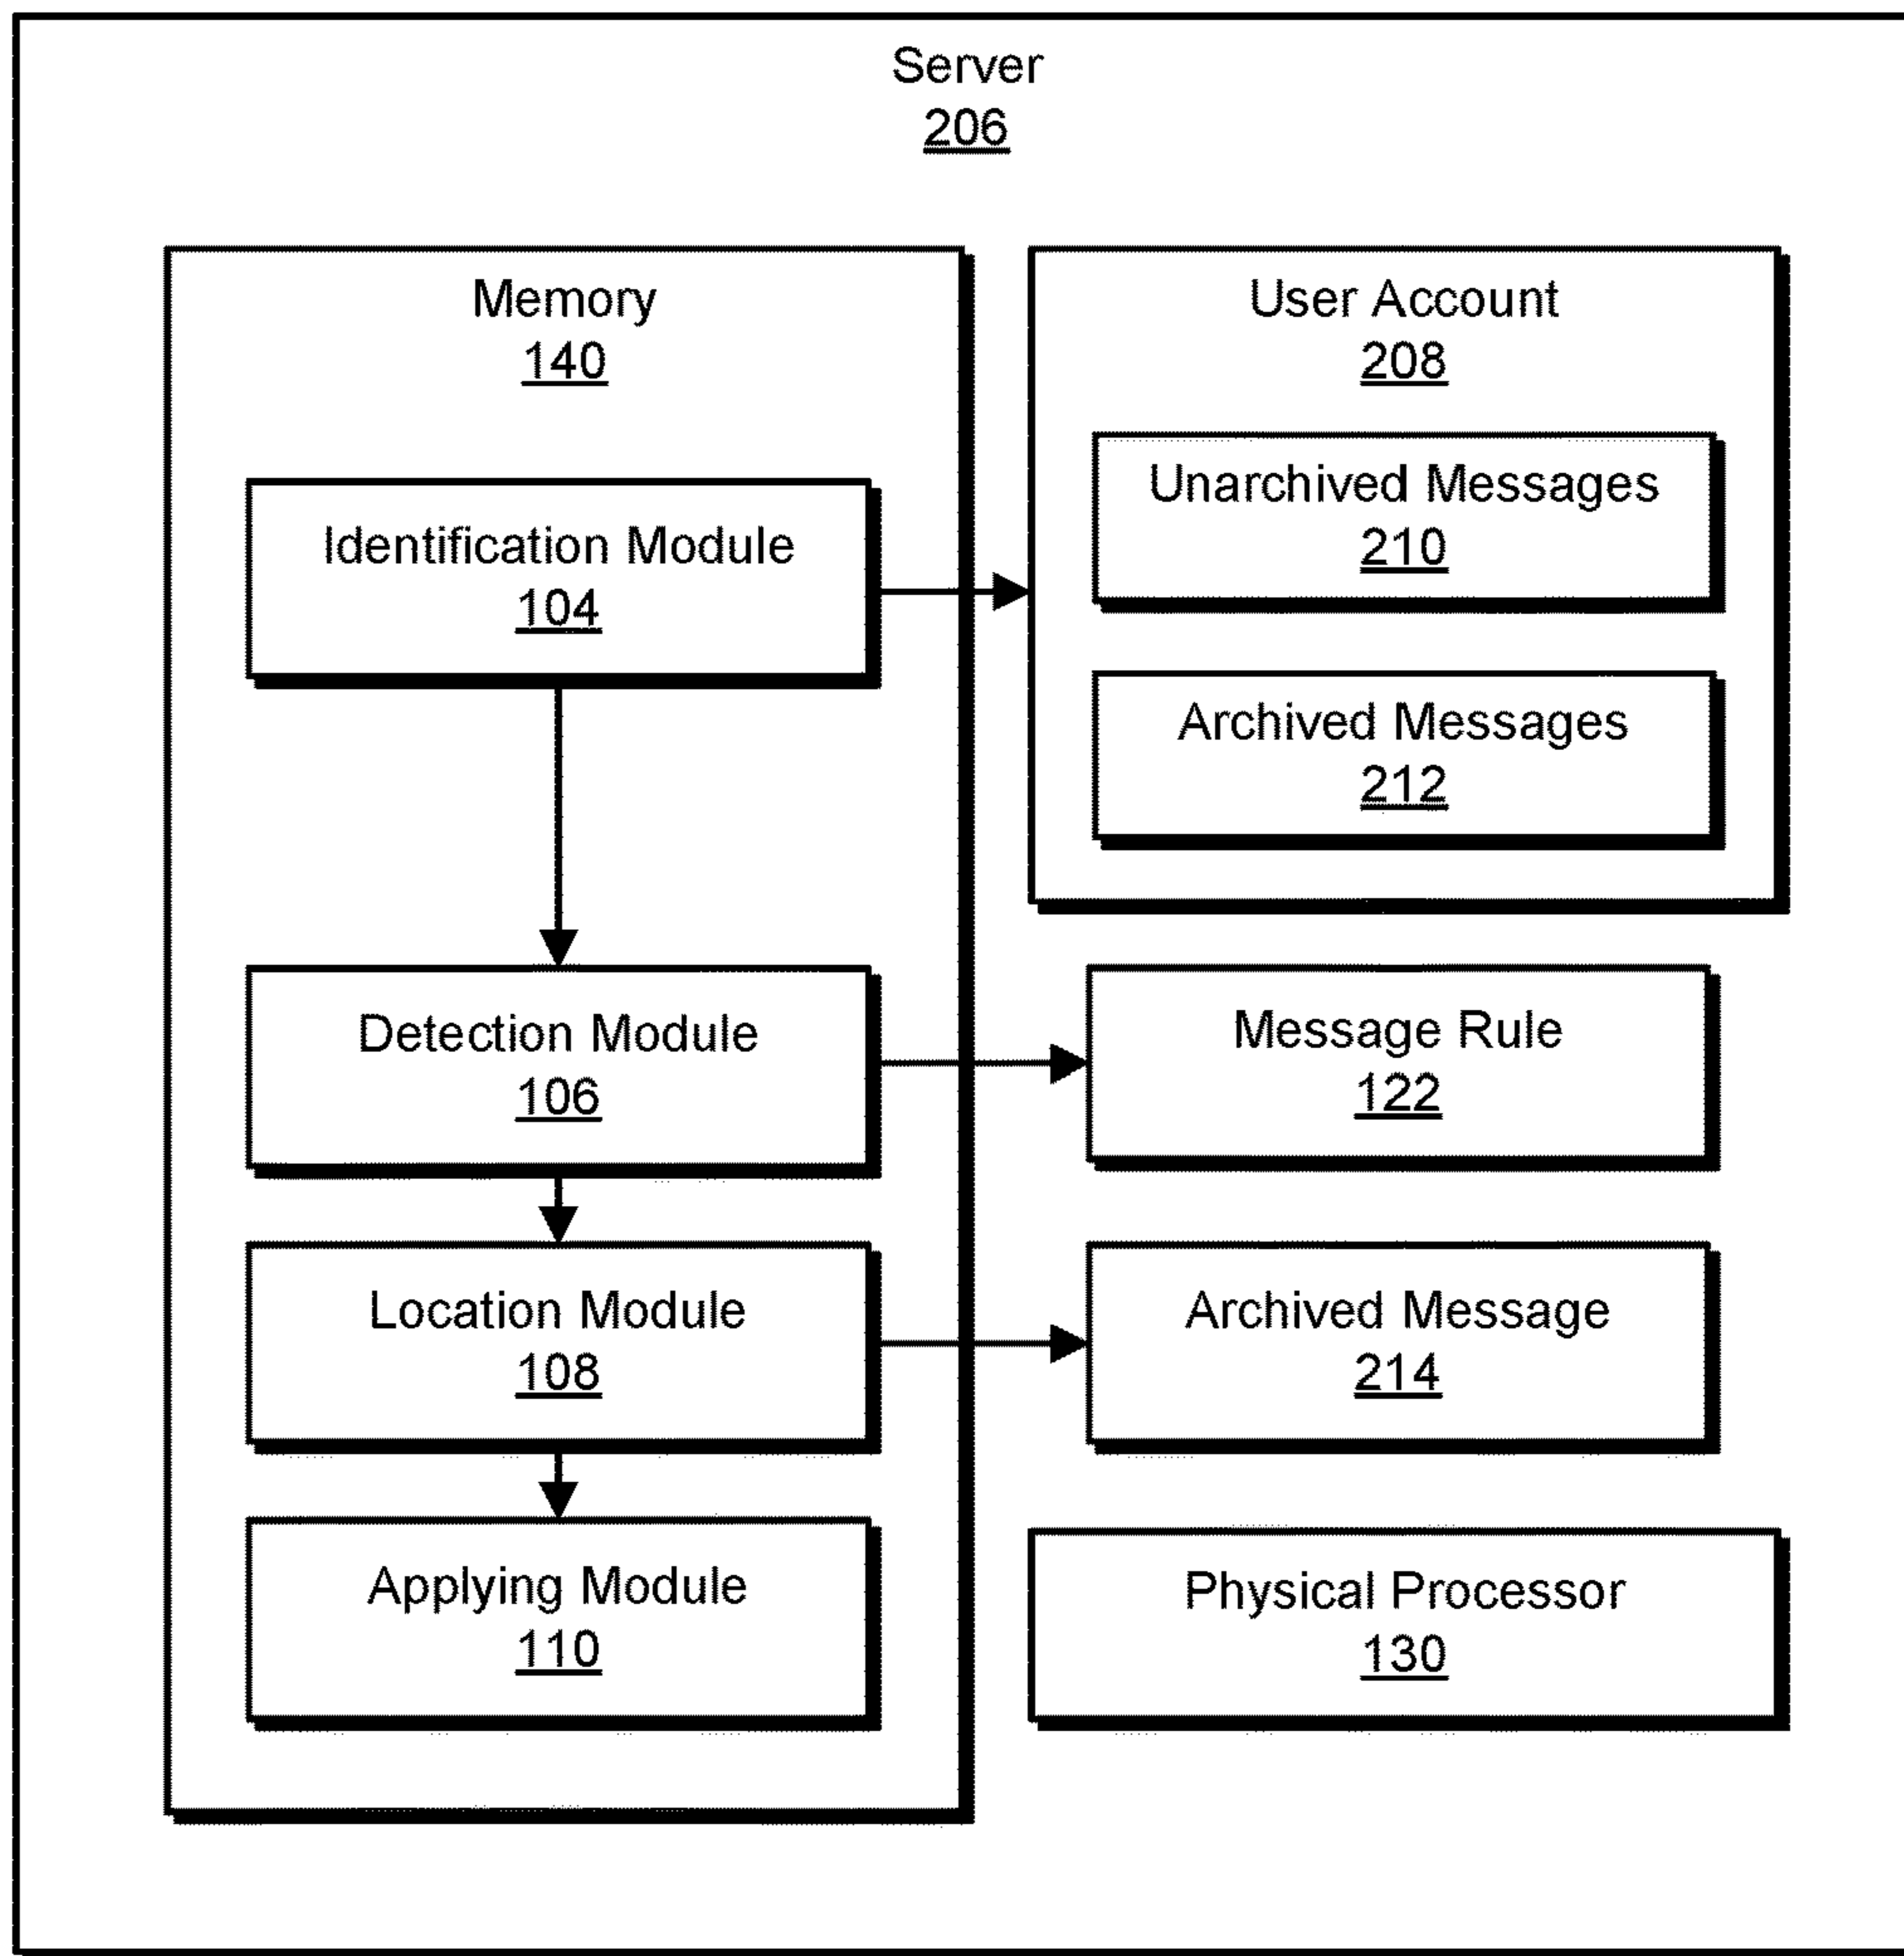 Server
206
Memory
140
Identification Module
104
Detection Module
106
Location Module
108
Applying Module
110
User Account
208
Unarchived Messages
210
Archived Messages
212
Message Rule
122
Archived Message
214
Physical Processor
130